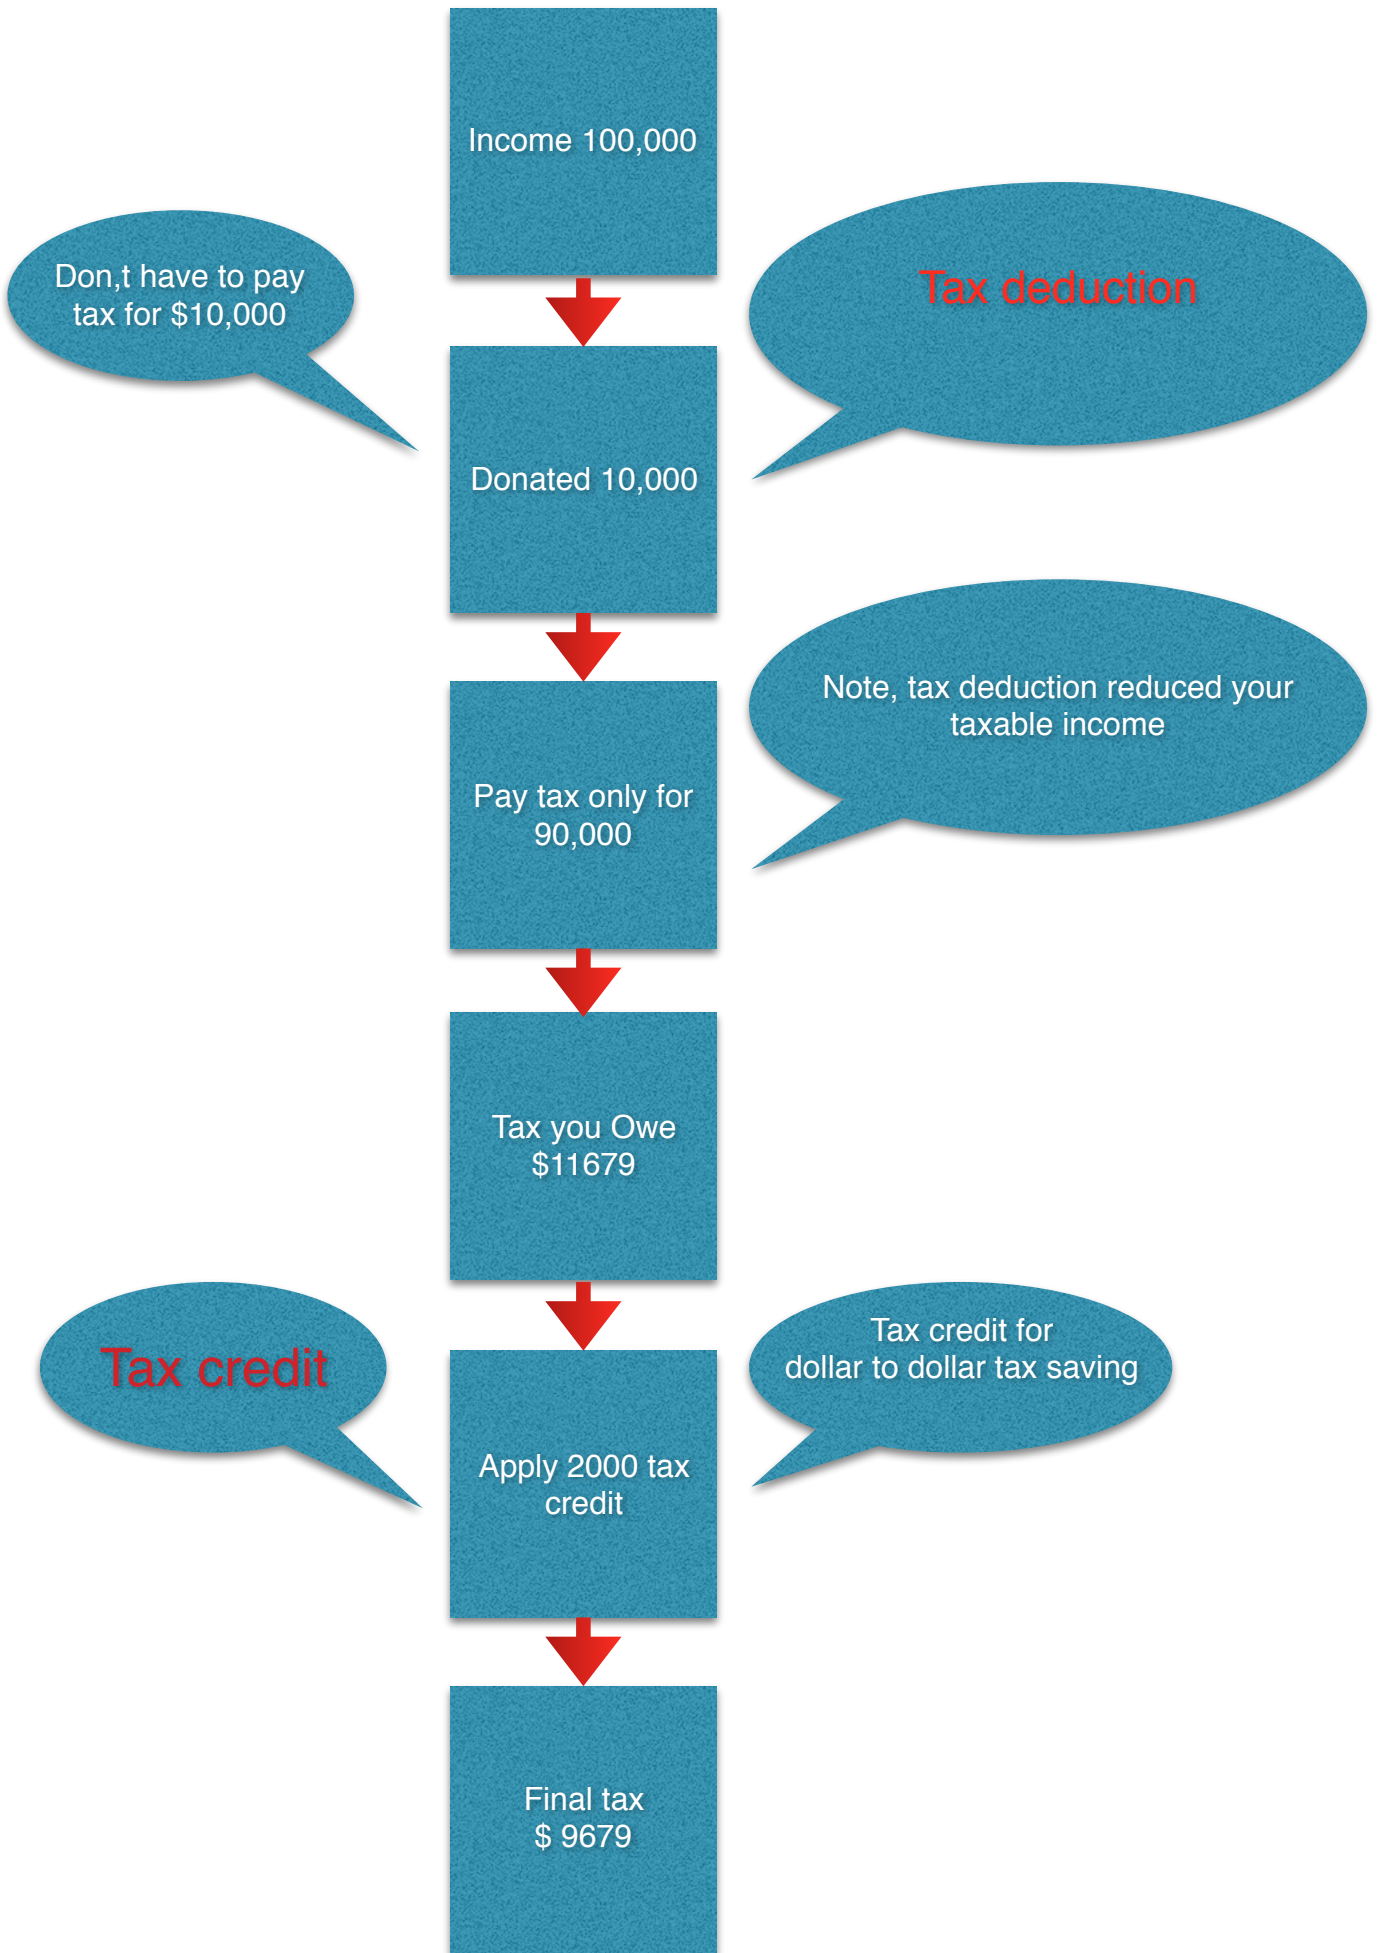 Income 100,000
Don,t have to pay
tax for $10,000
Tax deduction
Donated 10,000
Note, tax deduction reduced your
taxable income
Pay tax only for
90,000
Tax you Owe
$11679
Tax credit
Tax credit for
dollar to dollar tax saving
Apply 2000 tax
credit
Final tax
$ 9679